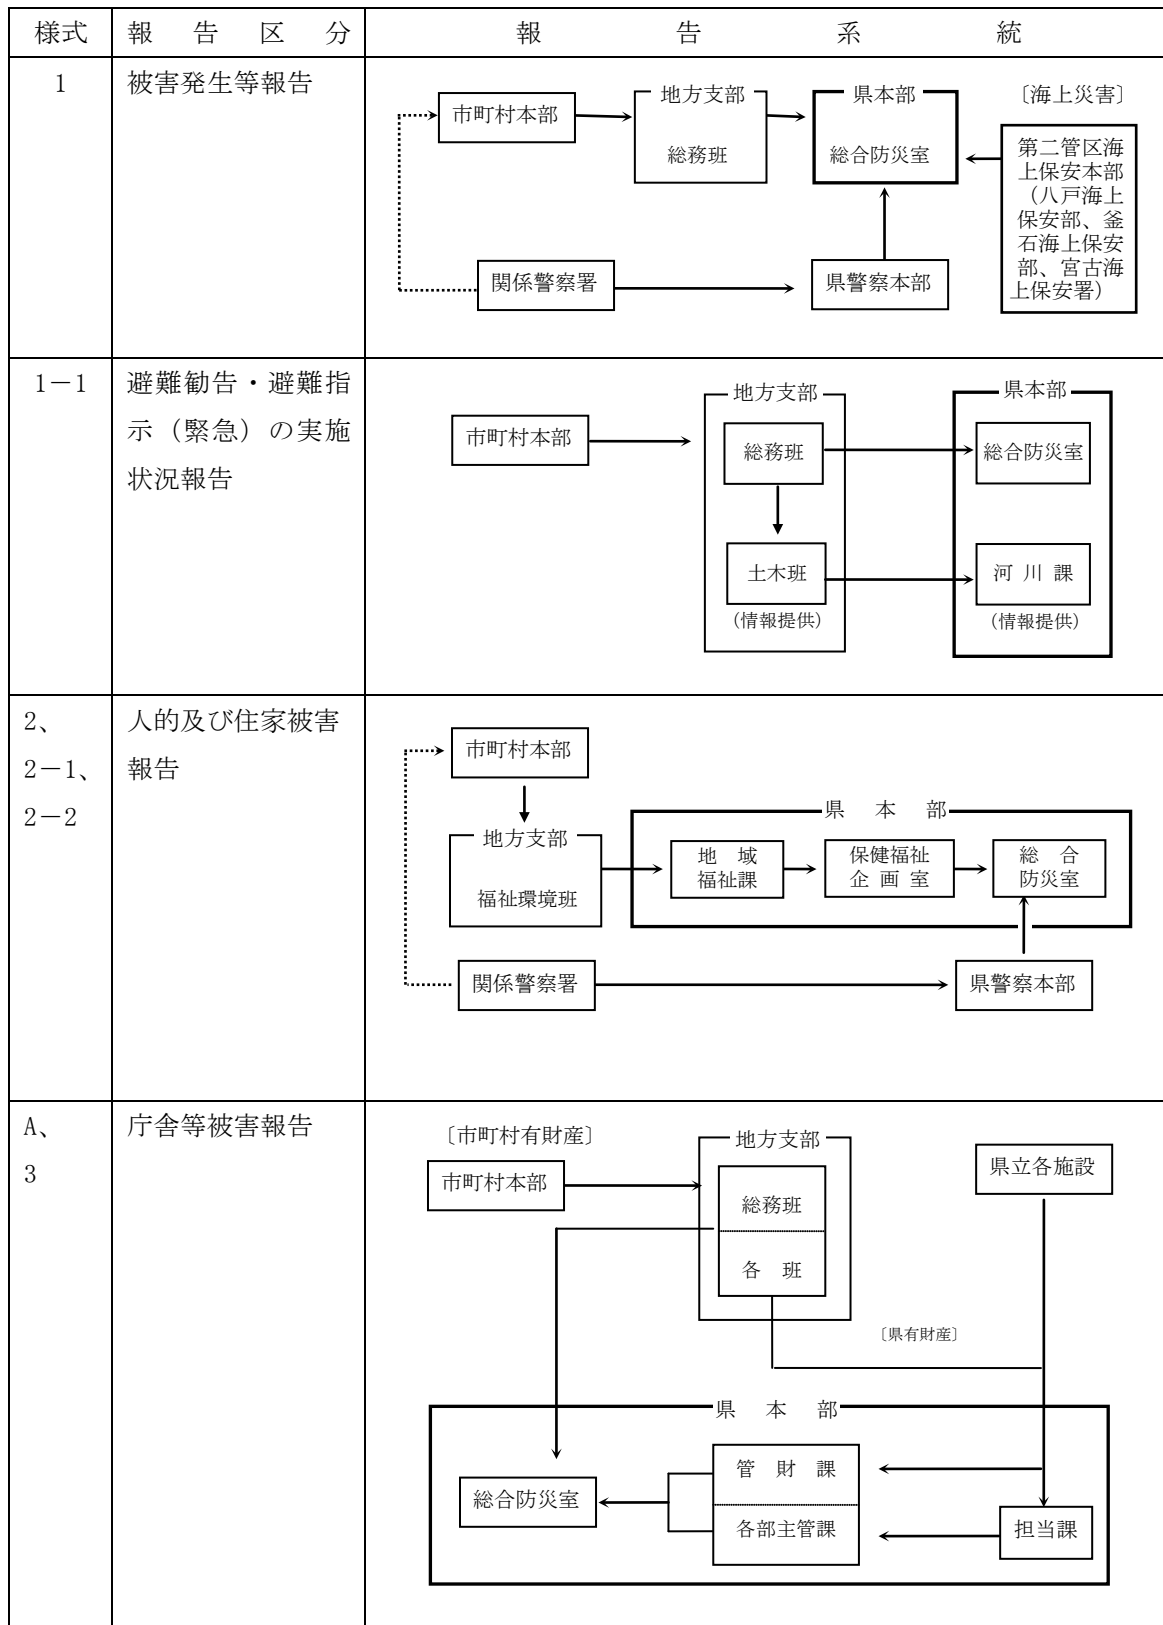 様式
報告区分
報告系統
1
被害発生等報告
市町村本部
地方支部
総務班
県本部
総合防災室
〔海上災害〕
第二管区海
上保安本部
（八戸海上
保安部、釜
石海上保安
部、宮古海
上保安署）
関係警察署
県警察本部
1－1
避難勧告・避難指
示（緊急）の実施
状況報告
市町村本部
地方支部
総務班
土木班
（情報提供）
県本部
総合防災室
河川課
（情報提供）
2、
2－1、
2－2
人的及び住家被害
報告
市町村本部
地方支部
福祉環境班
県本部
地域
福祉課
保健福祉
企画室
総合
防災室
関係警察署
県警察本部
A、
3
庁舎等被害報告
〔市町村有財産〕
市町村本部
地方支部
総務班
各班
県立各施設
〔県有財産〕
県本部
総合防災室
管財課
各部主管課
担当課